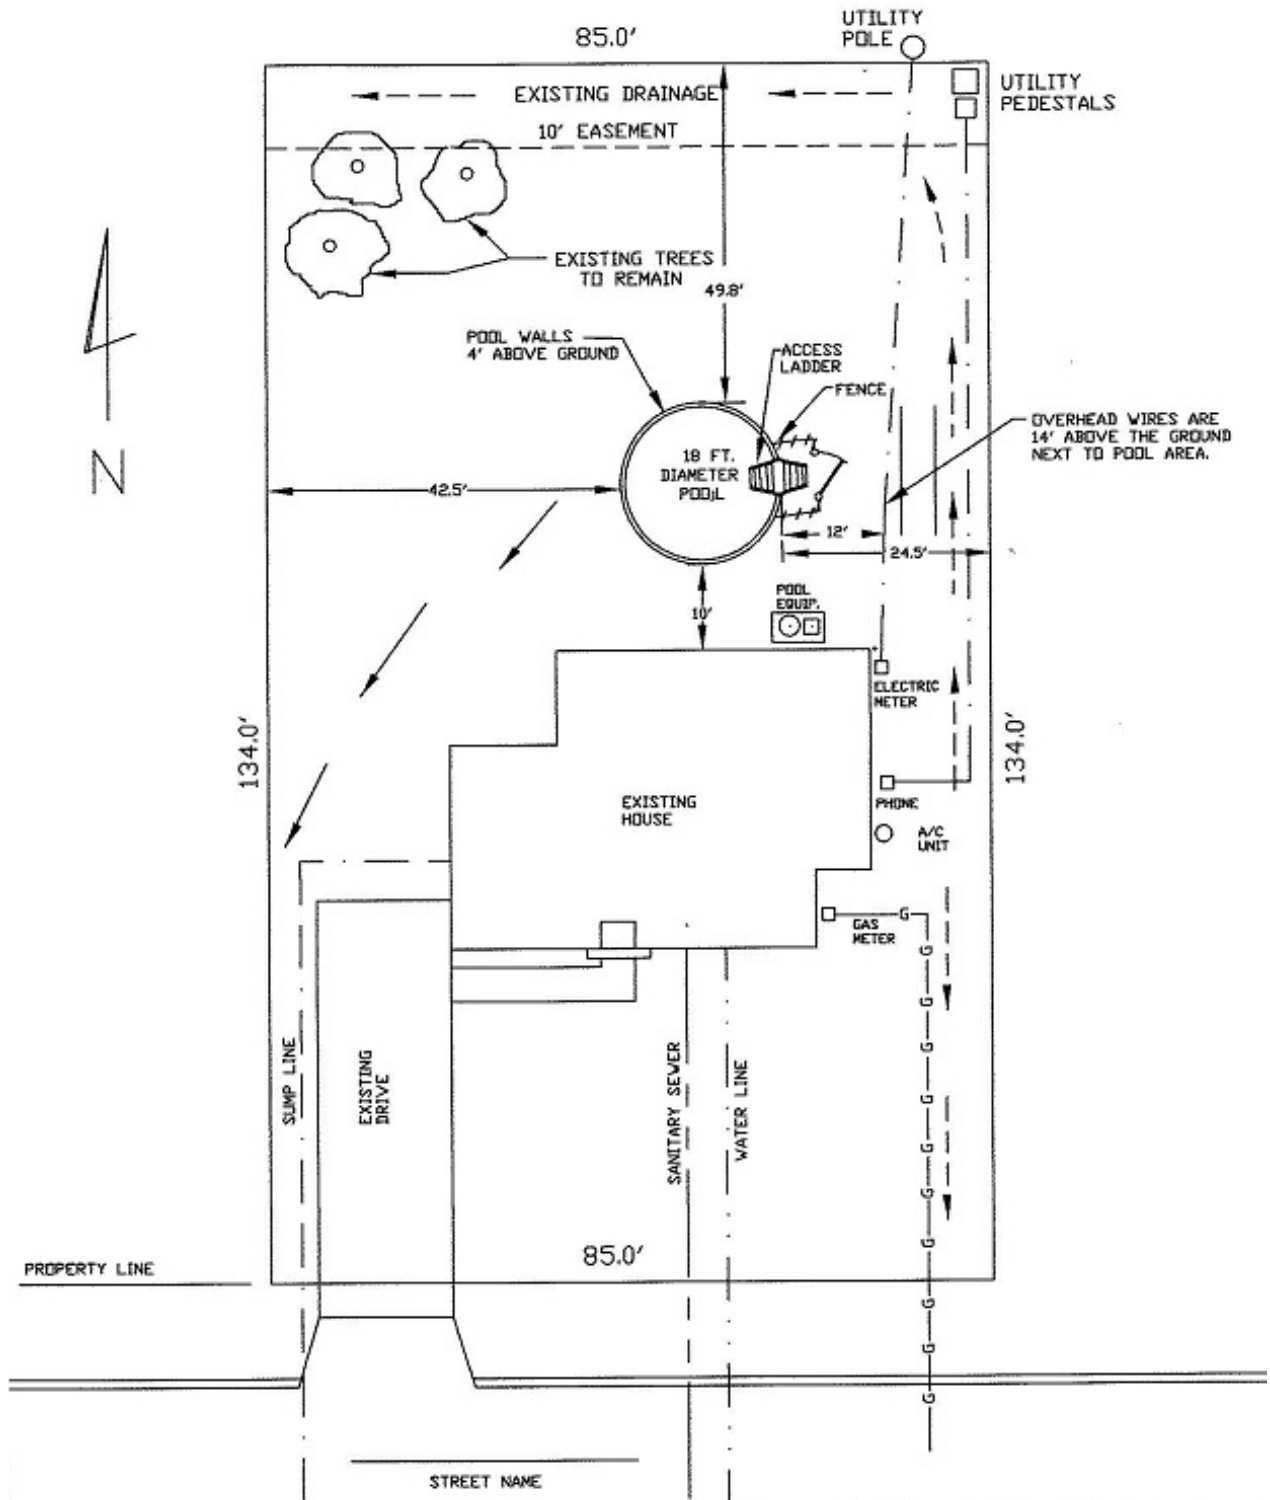 85.0'
UTILITY
POLE
EXISTING DRAINAGE
UTILITY
PEDESTALS
10' EASEMENT
EXISTING TREES
TO REMAIN
49.8'
POOL WALLS
4' ABOVE GROUND
ACCESS
LADDER
FENCE
OVERHEAD WIRES ARE
14' ABOVE THE GROUND
NEXT TO POOL AREA.
N
18 FT.
DIAMETER
POO;L
42.5'
12'
24.5'
POOL
EQUIP.
10'
ELECTRIC
METER
134.0'
134.0'
EXISTING
HOUSE
PHONE
A/C
UNIT
G
GAS
METER
G
G
G
G
G
G
G
G
G
G
SUMP LINE
EXISTING
DRIVE
SANITARY SEWER
WATER LINE
85.0'
PROPERTY LINE
STREET NAME